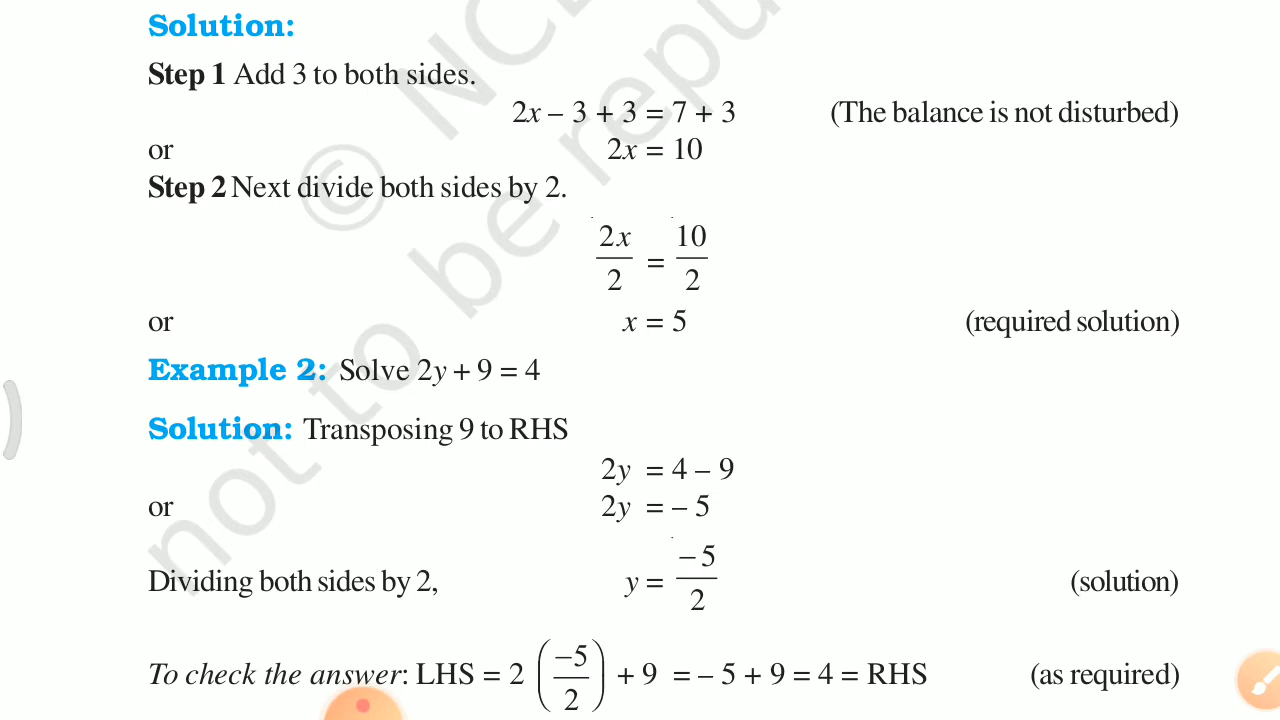 Solution:
Step 1 Add 3 to both sides.
2x – 3 + 3 = 7 + 3 (The balance is not disturbed)
or 2x = 10
Step 2 Next divide both sides by 2.
2x/2 = 10/2
or x = 5 (required solution)
Example 2: Solve 2y + 9 = 4
Solution: Transposing 9 to RHS
2y = 4 – 9
or 2y = – 5
Dividing both sides by 2, y = –5/2 (solution)
To check the answer: LHS = 2 (–5/2) + 9 = – 5 + 9 = 4 = RHS (as required)
©
not to be